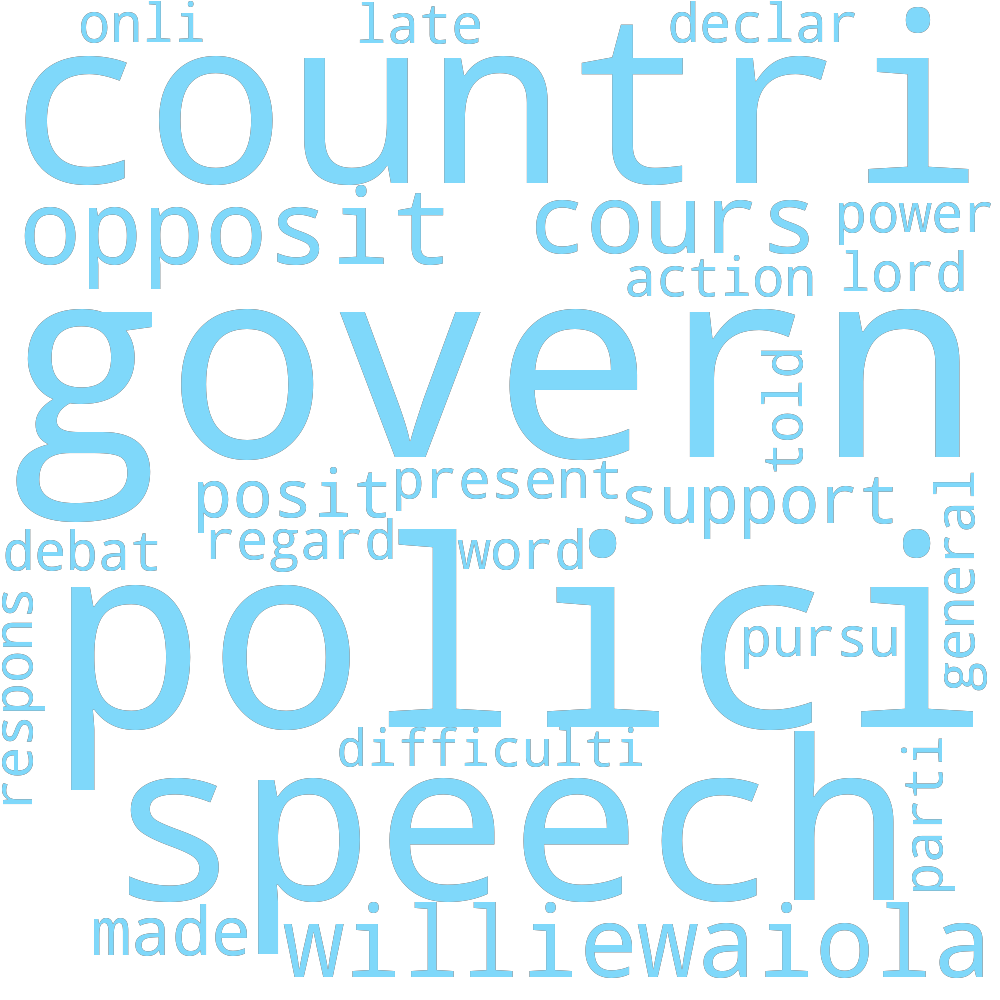 onli late declar
countri
opposit cours power
action lord
govern
told
posit present support
general
debat regard word
polici
respons
pursu
difficulti
speech
parti
made williewaiola